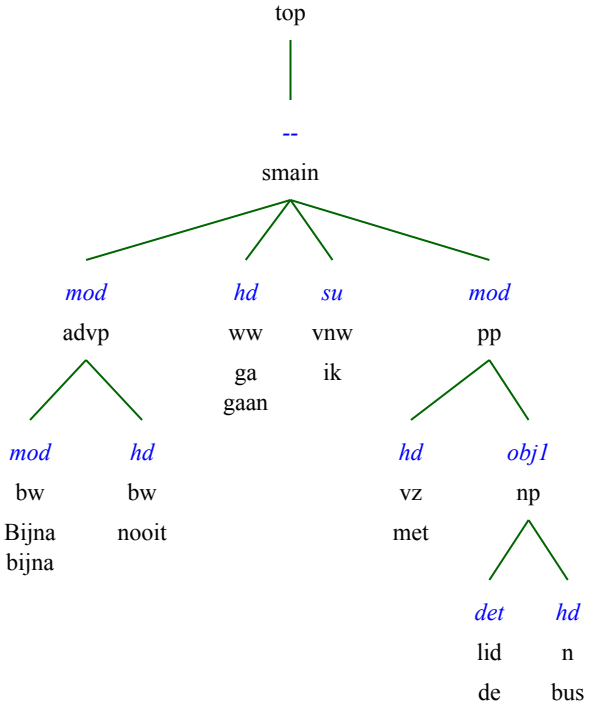 top
--
smain
mod hd su mod
advp ww vnw pp
ga ik
gaan
mod hd hd obj1
bw bw vz np
Bijna nooit met
bijna
det hd
lid n
de bus